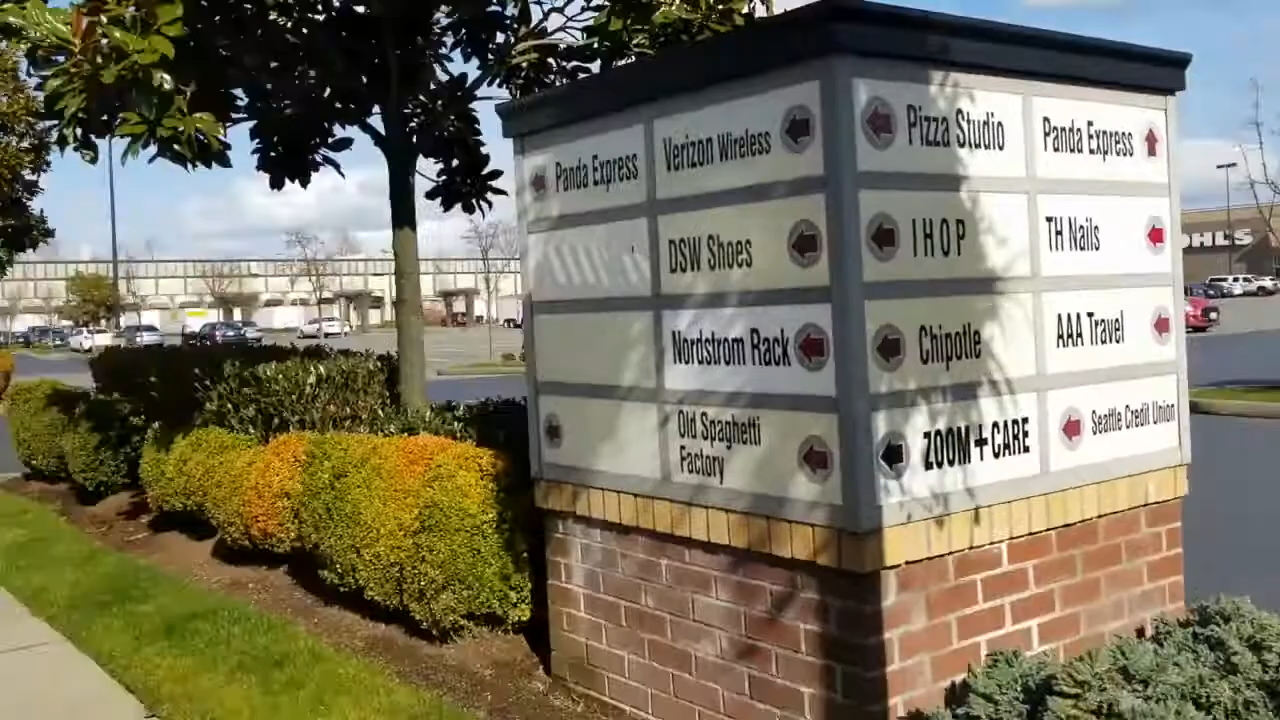 Panda Express
Verizon Wireless
DSW Shoes
Nordstrom Rack
Old Spaghetti
Factory
Pizza Studio
Panda Express
IHOP
TH Nails
Chipotle
AAA Travel
ZOOM+CARE
Seattle Credit Union
OHLS